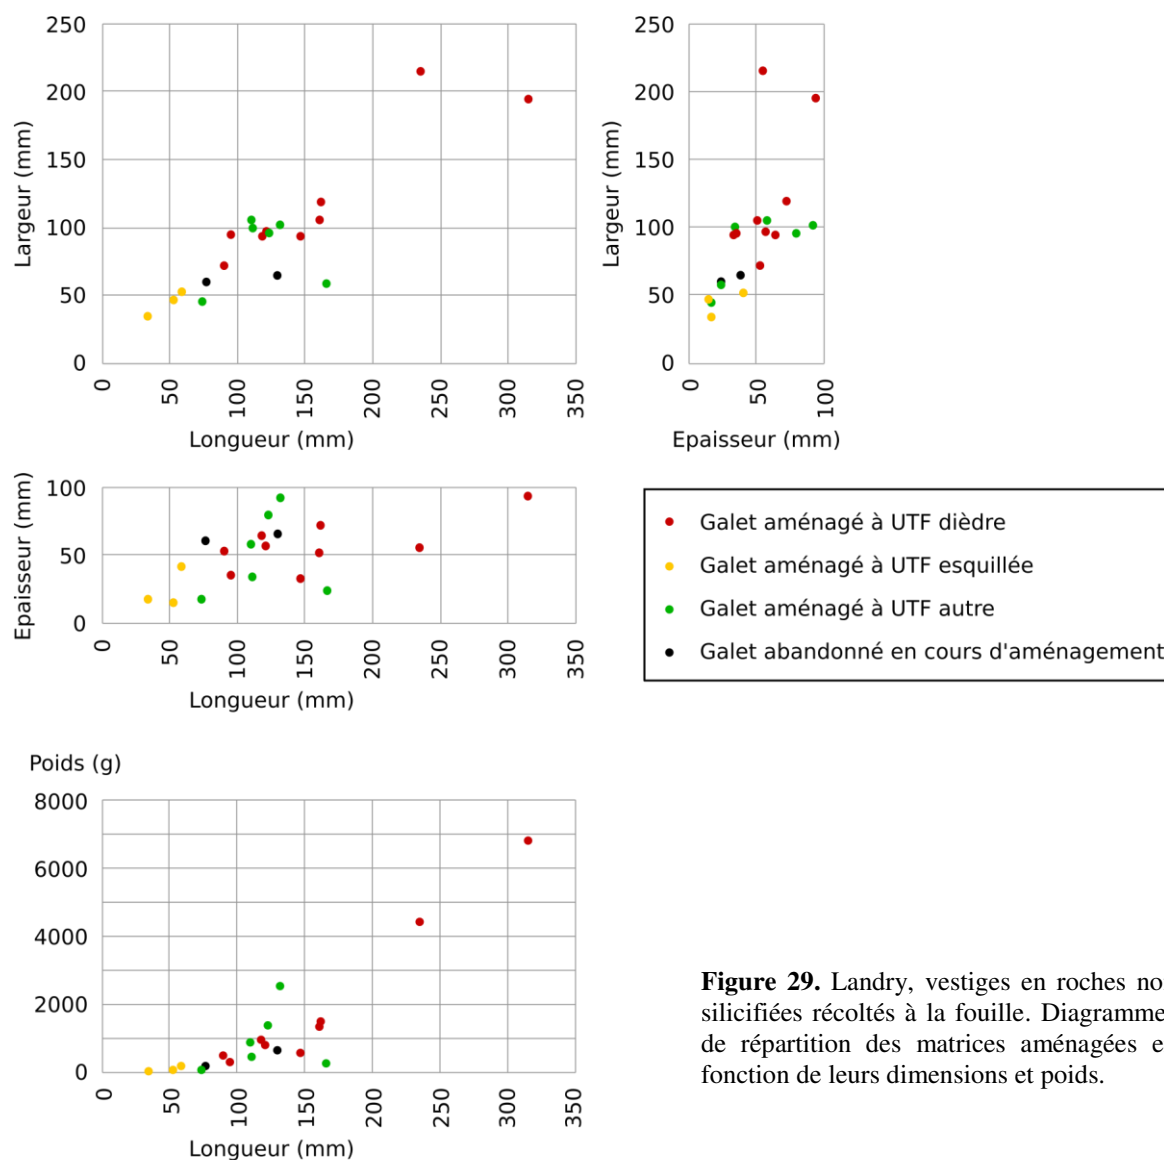 250
200
150
100
50
0
Largeur (mm)
0 50 100 150 200 250 300 350
Longueur (mm)
250
200
150
100
50
0
Largeur (mm)
0 50 100
Epaisseur (mm)
100
50
0
Epaisseur (mm)
0 50 100 150 200 250 300 350
Longueur (mm)
Galet aménagé à UTF dièdre
Galet aménagé à UTF esquillée
Galet aménagé à UTF autre
Galet abandonné en cours d'aménagement
Poids (g)
8000
6000
4000
2000
0
0 50 100 150 200 250 300 350
Longueur (mm)
Figure 29. Landry, vestiges en roches no
silicifiées récoltés à la fouille. Diagramme
de répartition des matrices aménagées e
fonction de leurs dimensions et poids.